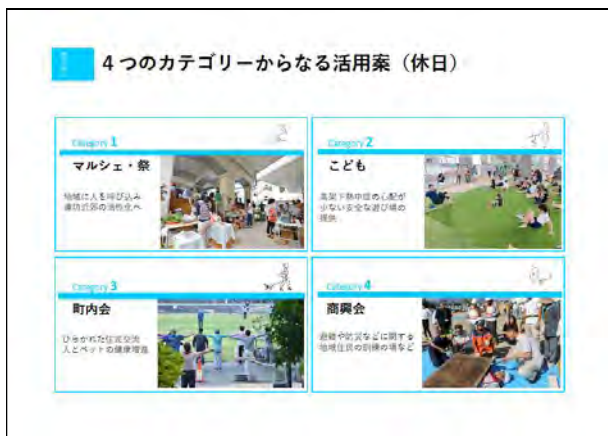 4つのカテゴリーからなる活用案（休日）
Category 1
マルシェ・祭
地域に人を呼び込み
近郊の活性化へ
Category 2
こども
高架下熱中症の心配が
少ない安全な遊び場の
提供
Category 3
町内会
ひらかれた住民交流
人とペットの健康増進
Category 4
商興会
避難や防災などに関する
地域住民の訓練の場など